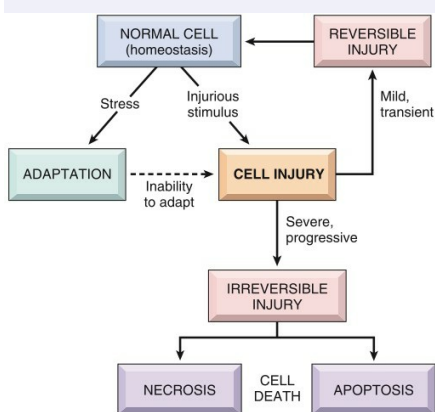 NORMAL CELL
(homeostasis)
REVERSIBLE
INJURY
Stress
Injurious
stimulus
Mild,
transient
ADAPTATION
Inability
to adapt
CELL INJURY
Severe,
progressive
IRREVERSIBLE
INJURY
NECROSIS
CELL
DEATH
APOPTOSIS